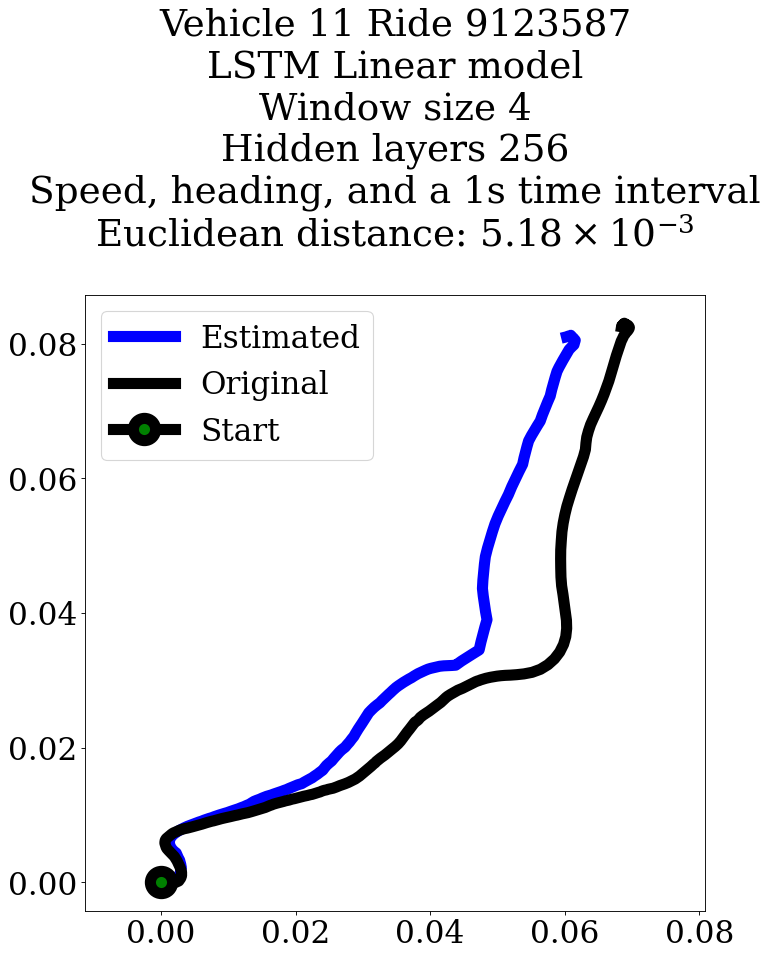 Vehicle 11 Ride 9123587
LSTM Linear model
Window size 4
Hidden layers 256
Speed, heading, and a 1s time interval
Euclidean distance: 5.18 × 10⁻³
Estimated
Original
Start
0.08
0.06
0.04
0.02
0.00
0.00 0.02 0.04 0.06 0.08